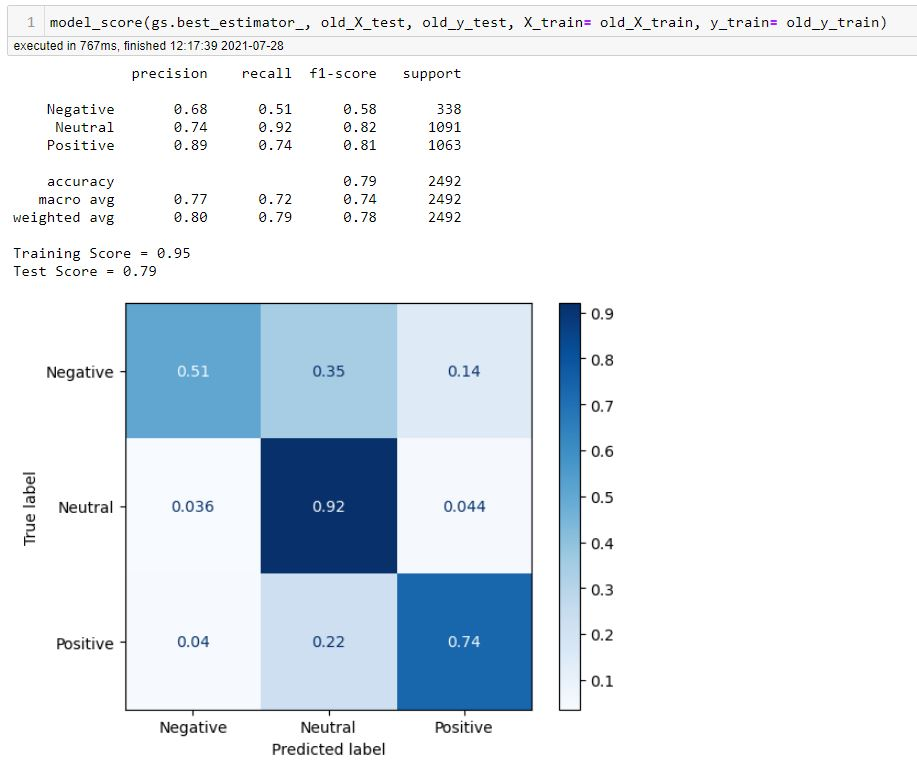 1 model_score(gs.best_estimator_, old_X_test, old_y_test, X_train= old_X_train, y_train= old_y_train)
executed in 767ms, finished 12:17:39 2021-07-28
precision recall f1-score support
Negative 0.68 0.51 0.58 338
Neutral 0.74 0.92 0.82 1091
Positive 0.89 0.74 0.81 1063
accuracy 0.79 2492
macro avg 0.77 0.72 0.74 2492
weighted avg 0.80 0.79 0.78 2492
Training Score = 0.95
Test Score = 0.79
0.9
Negative 0.51 0.35 0.14
0.8
0.7
0.6
True label
Neutral 0.036 0.92 0.044
0.5
0.4
0.3
Positive 0.04 0.22 0.74
0.2
0.1
Negative Neutral Positive
Predicted label